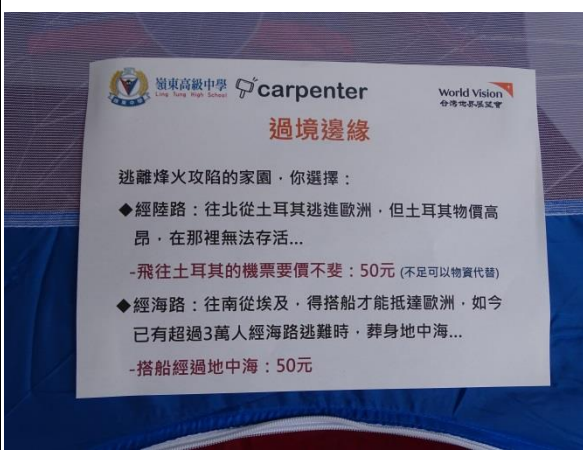 嶺東高級中學
Ling Tung High School
carpenter
World Vision
台灣世界展望會
過境邊緣
逃離烽火攻陷的家園，你選擇：
◆經陸路：往北從土耳其逃進歐洲，但土耳其物價高
昂，在那裡無法存活...
-飛往土耳其的機票要價不斐：50元 (不足可以物資代替)
◆經海路：往南從埃及，得搭船才能抵達歐洲，如今
已有超過3萬人經海路逃難時，葬身地中海...
-搭船經過地中海：50元